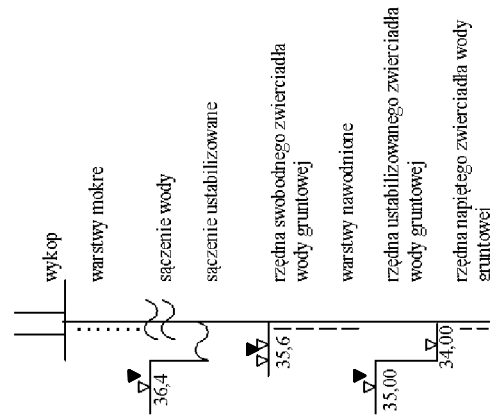 wykop
warstwy mokre
sączenie wody
sączenie ustabilizowane
rzędna swobodnego zwierciadła
wody gruntowej
warstwy nawodnione
rzędna ustabilizowanego zwierciadła
wody gruntowej
rzędna napiętego zwierciadła wody
gruntowej
36,4
35,6
35,00
34,00